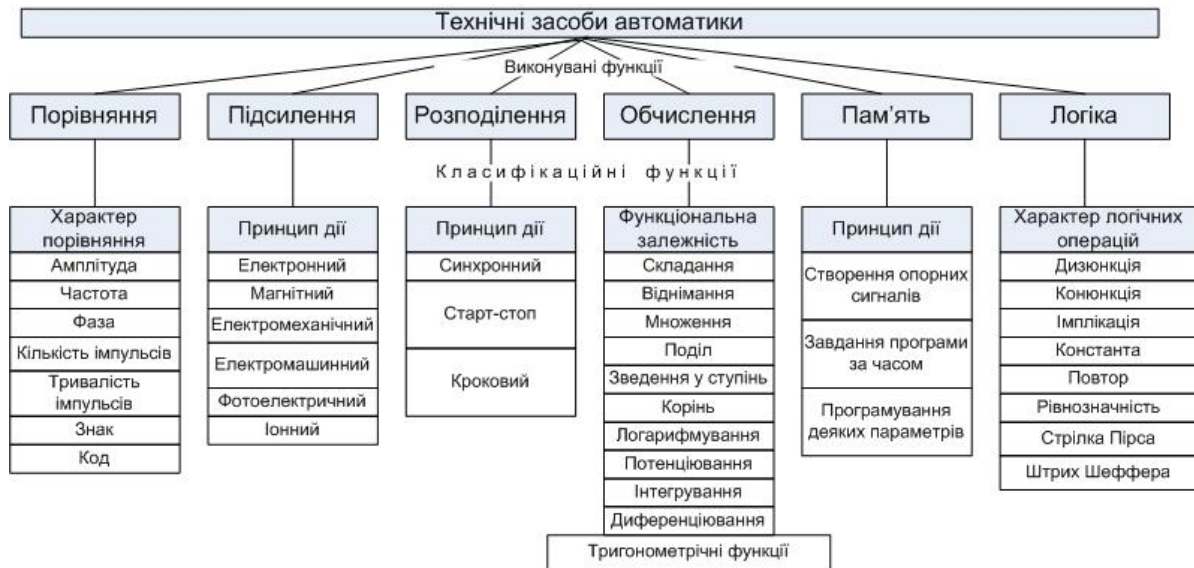 Технічні засоби автоматики
Виконувані функції
Порівняння
Підсилення
Розподілення
Обчислення
Пам'ять
Логіка
Класифікаційні функції
Характер
порівняння
Амплітуда
Частота
Фаза
Кількість імпульсів
Тривалість
імпульсів
Знак
Код
Принцип дії
Електронний
Магнітний
Електромеханічний
Електромашинний
Фотоелектричний
Іонний
Принцип дії
Синхронний
Старт-стоп
Кроковий
Функціональна
залежність
Складання
Віднімання
Множення
Поділ
Зведення у ступінь
Корінь
Логарифмування
Потенціювання
Інтегрування
Диференціювання
Тригонометрічні функції
Принцип дії
Створення опорних
сигналів
Завдання програми
за часом
Програмування
деяких параметрів
Характер логічних
операцій
Дизюнкція
Конюнкція
Імплікація
Константа
Повтор
Рівнозначність
Стрілка Пірса
Штрих Шеффера